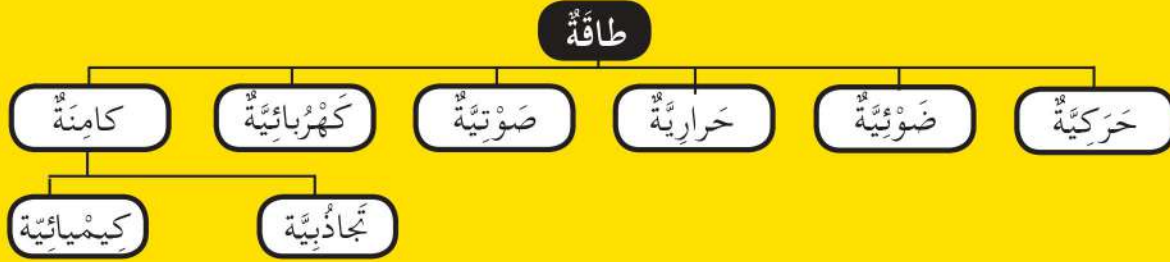 طاقَةٌ
حَرَكِيَّةٌ ضَوْئِيَّةٌ حَرارِيَّةٌ صَوْتِيَّةٌ كَهْرُبائِيَّةٌ كامِنَةٌ
تَجاذُبِيَّة كِيمْيائِيّة